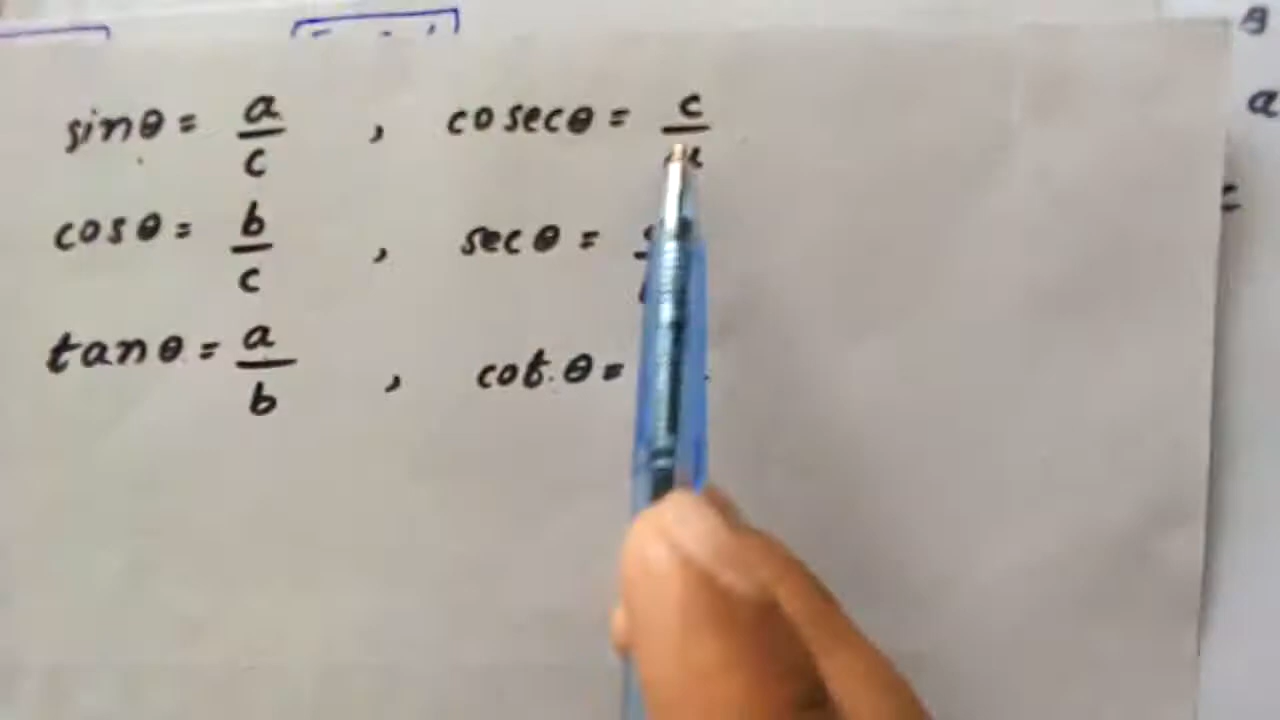 sinθ = a/c , cosecθ = c/
cosθ = b/c , secθ =
tanθ = a/b , cot.θ =
a
=